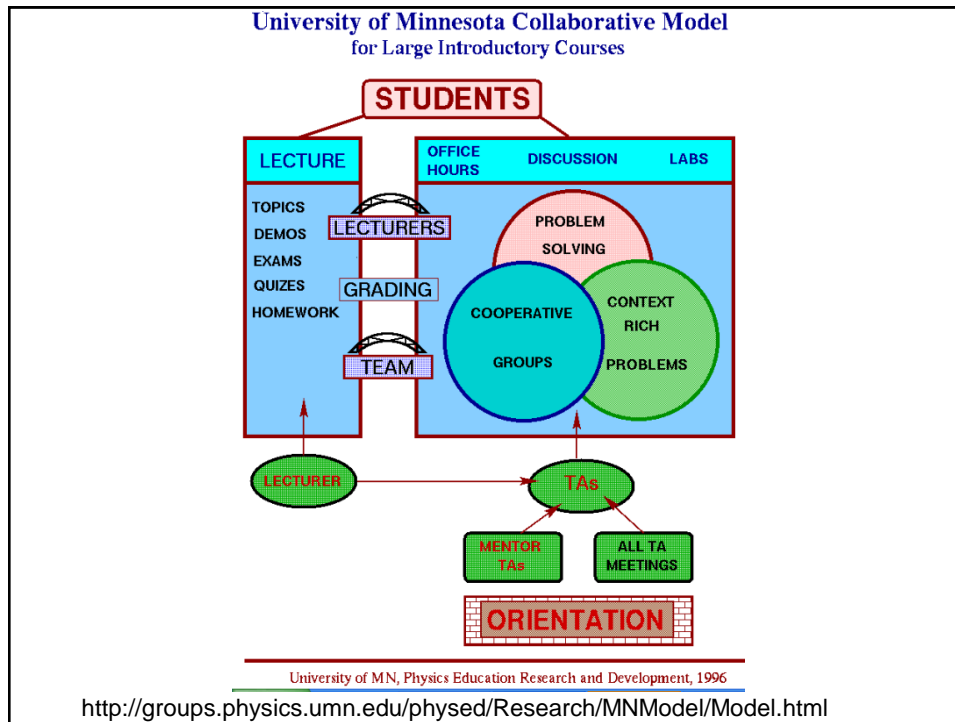 University of Minnesota Collaborative Model
for Large Introductory Courses
STUDENTS
LECTURE
TOPICS
DEMOS
EXAMS
QUIZES
HOMEWORK
LECTURERS
GRADING
TEAM
OFFICE
HOURS
DISCUSSION
LABS
PROBLEM
SOLVING
COOPERATIVE
GROUPS
CONTEXT
RICH
PROBLEMS
LECTURER
TAs
MENTOR
TAs
ALL TA
MEETINGS
ORIENTATION
University of MN, Physics Education Research and Development, 1996
http://groups.physics.umn.edu/physed/Research/MNModel/Model.html